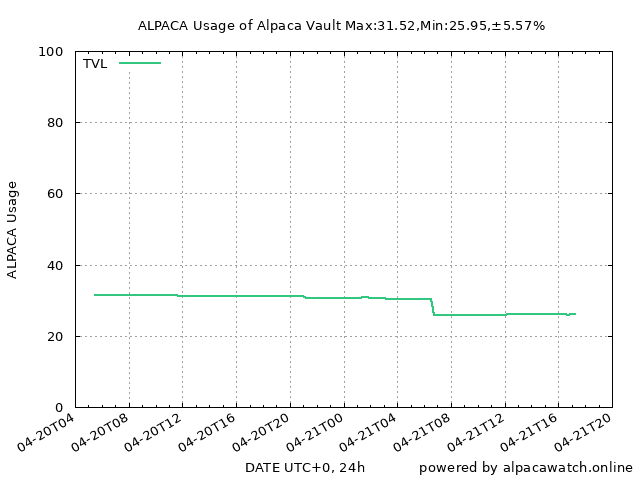 ALPACA Usage of Alpaca Vault Max:31.52,Min:25.95,±5.57%
100
TVL
80
60
ALPACA Usage
40
20
0
04-20T04
04-20T08
04-20T12
04-20T16
04-20T20
04-21T00
04-21T04
04-21T08
04-21T12
04-21T16
04-21T20
DATE UTC+0, 24h
powered by alpacawatch.online